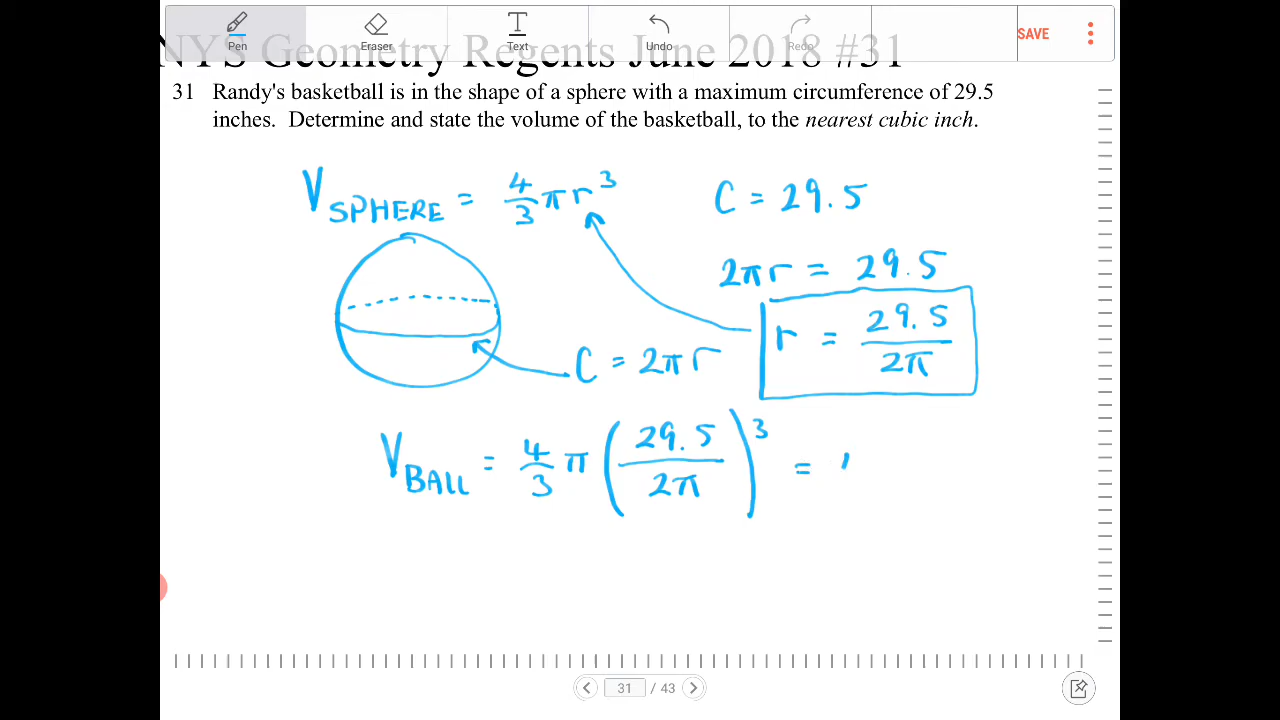 Pen Eraser Text Undo Redo SAVE
NYS Geometry Regents June 2018 #31
31 Randy's basketball is in the shape of a sphere with a maximum circumference of 29.5
inches. Determine and state the volume of the basketball, to the nearest cubic inch.
V SPHERE = 4/3 πr³
C = 29.5
2πr = 29.5
r = 29.5/2π
C = 2πr
V BALL = 4/3 π (29.5/2π)³ =
31 / 43